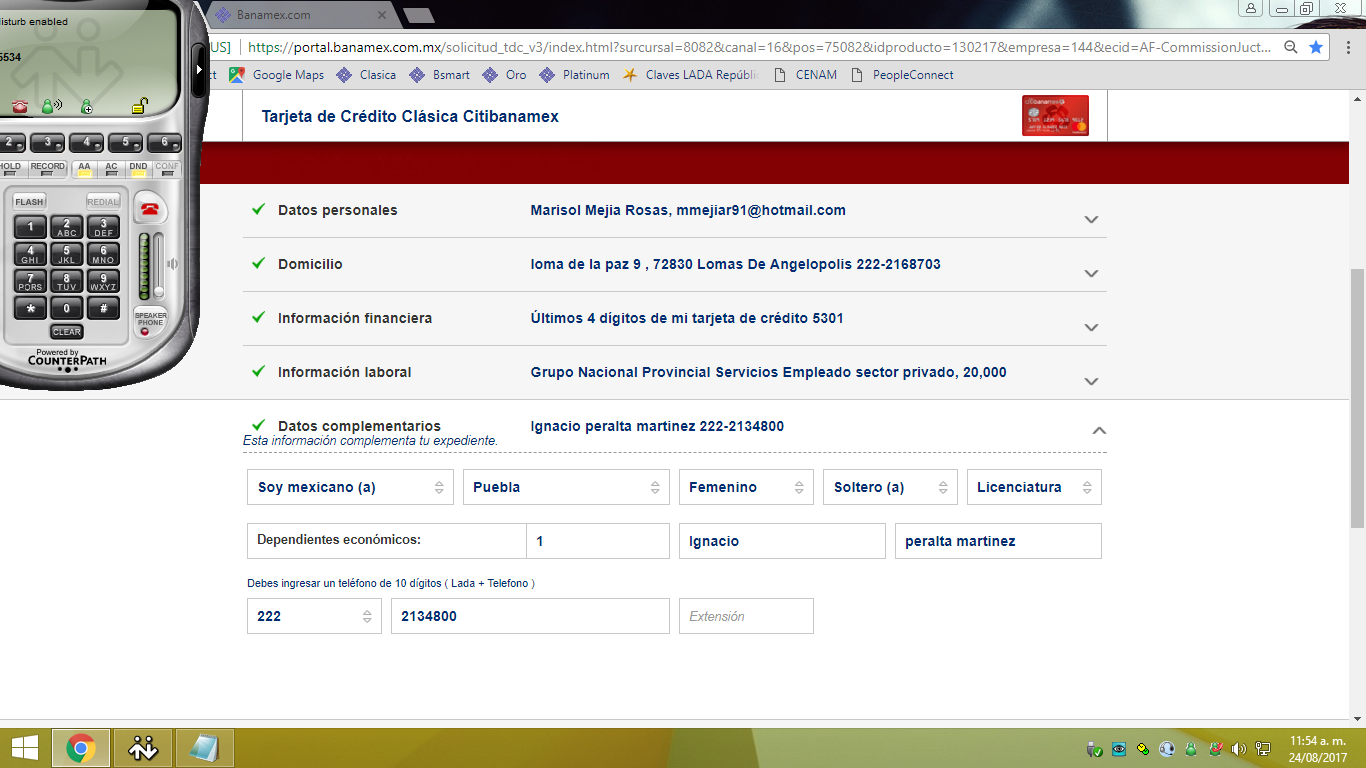 isturb enabled
5534
Banamex.com
US] https://portal.banamex.com.mx/solicitud_tdc_v3/index.html?surcursal=8082&canal=16&pos=75082&idproducto=130217&empresa=144&ecid=AF-CommissionJuct...
ct Google Maps Clasica Bsmart Oro Platinum Claves LADA Repúbli CENAM PeopleConnect
Tarjeta de Crédito Clásica Citibanamex
2 3 4 5 6
HOLD RECORD AA AC DND CONF
FLASH REDIAL
1 2 ABC 3 DEF
4 GHI 5 JKL 6 MNO
7 PQRS 8 TUV 9 WXYZ
* 0 #
CLEAR
SPEAKER PHONE
Powered by
COUNTERPATH
Datos personales Marisol Mejia Rosas, mmejiar91@hotmail.com
Domicilio loma de la paz 9 , 72830 Lomas De Angelopolis 222-2168703
Información financiera Últimos 4 dígitos de mi tarjeta de crédito 5301
Información laboral Grupo Nacional Provincial Servicios Empleado sector privado, 20,000
Datos complementarios Ignacio peralta martinez 222-2134800
Esta información complementa tu expediente.
Soy mexicano (a) Puebla Femenino Soltero (a) Licenciatura
Dependientes económicos: 1 Ignacio peralta martinez
Debes ingresar un teléfono de 10 dígitos ( Lada + Telefono )
222 2134800 Extensión
11:54 a. m.
24/08/2017